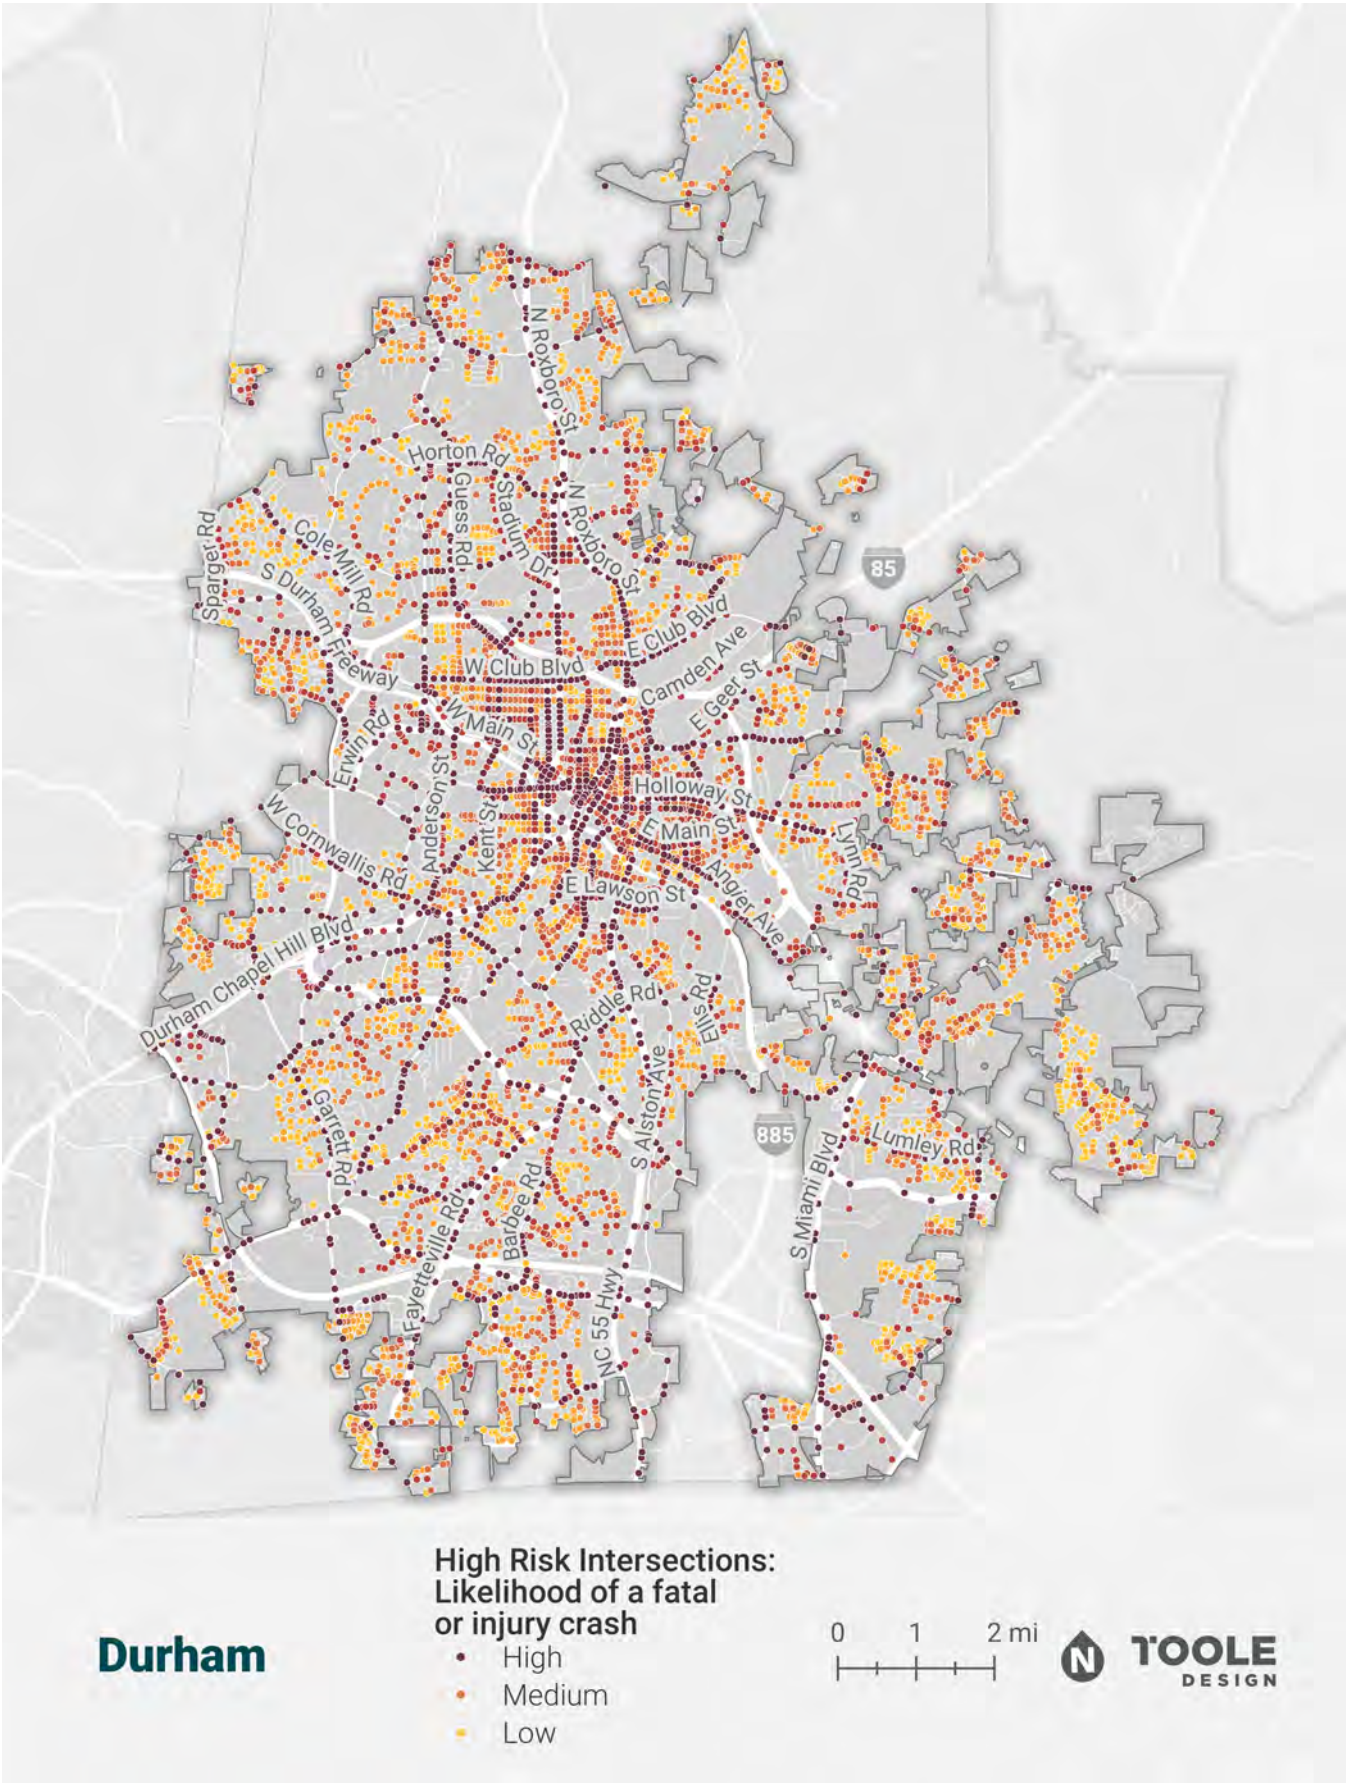 N Roxboro St
Horton Rd
Guess Rd
Stadium Dr
N Roxboro St
Sparger Rd
Cole Mill Rd
S Durham Freeway
85
E Club Blvd
W Club Blvd
Camden Ave
E Geer St
W Main St
Erwin Rd
Anderson St
Kent St
Holloway St
E Main St
W Cornwallis Rd
Lynn Rd
Angier Ave
E Lawson St
Durham Chapel Hill Blvd
Riddle Rd
Ellis Rd
Garrett Rd
S Alston Ave
885
Lumley Rd
S Miami Blvd
Barbee Rd
Fayetteville Rd
NC 55 Hwy
High Risk Intersections:
Likelihood of a fatal
or injury crash
High
Medium
Low
Durham
0 1 2 mi
N
TOOLE
DESIGN